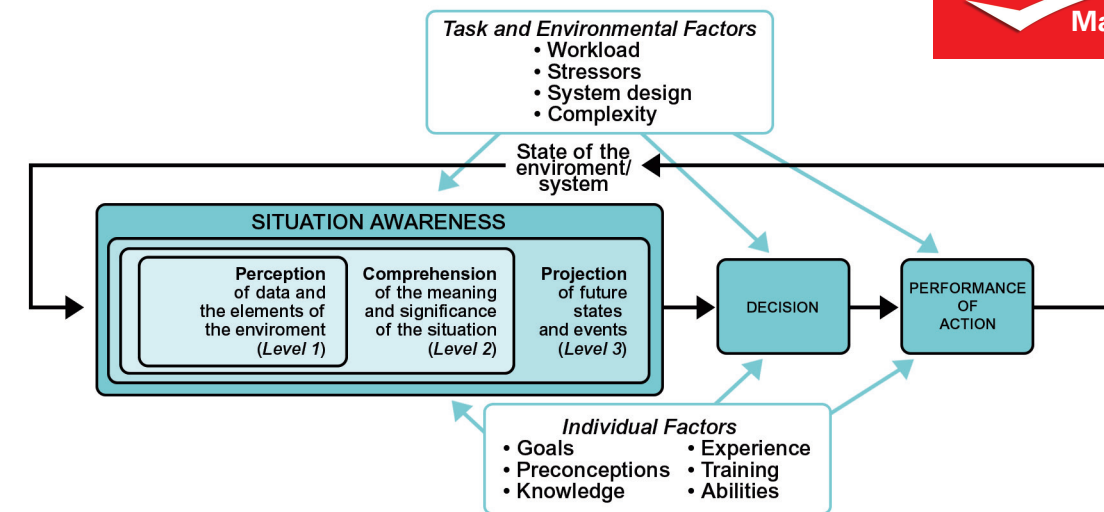 Ma
Task and Environmental Factors
• Workload
• Stressors
• System design
• Complexity
State of the
enviroment/
system
SITUATION AWARENESS
Perception
of data and
the elements of
the enviroment
(Level 1)
Comprehension
of the meaning
and significance
of the situation
(Level 2)
Projection
of future
states
and events
(Level 3)
DECISION
PERFORMANCE
OF
ACTION
Individual Factors
• Goals
• Preconceptions
• Knowledge
• Experience
• Training
• Abilities